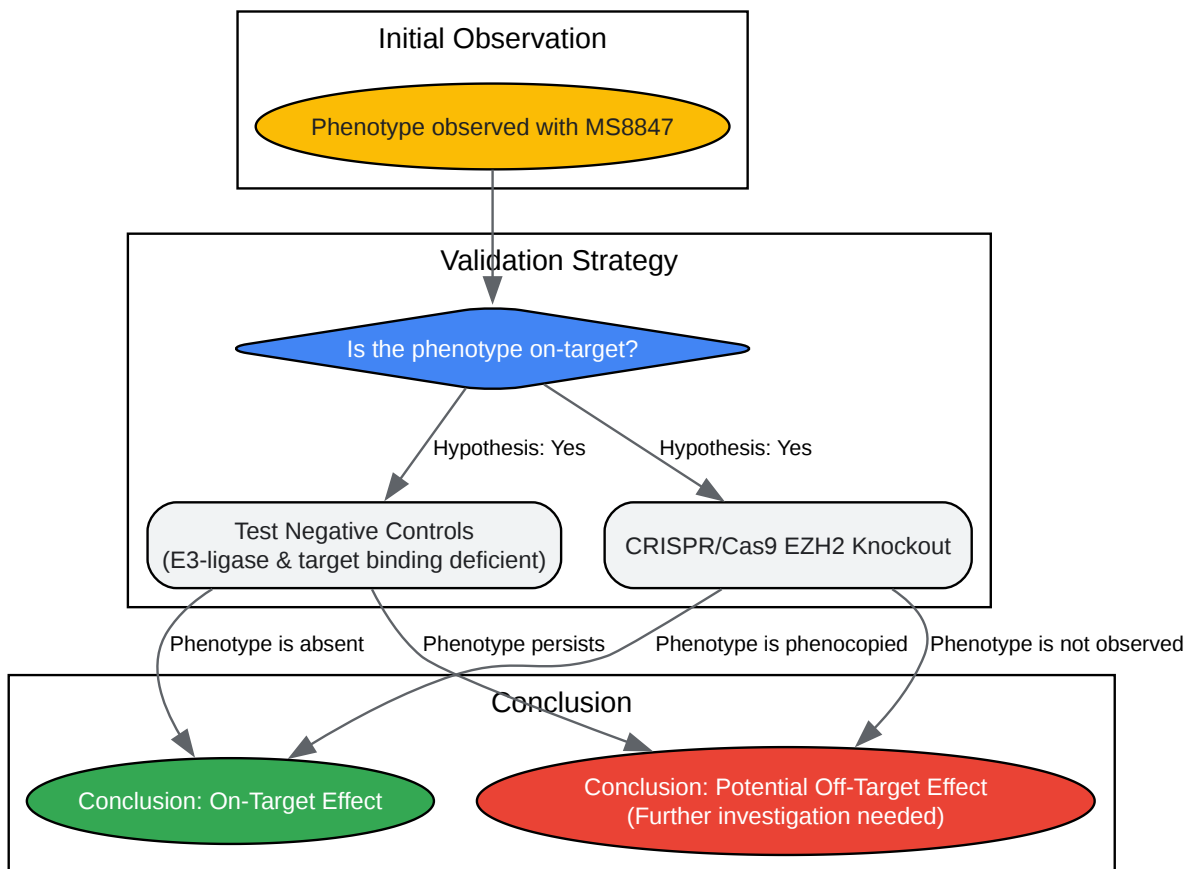 Initial Observation
Phenotype observed with MS8847
Validation Strategy
Is the phenotype on-target?
Hypothesis: Yes
Hypothesis: Yes
Test Negative Controls
(E3-ligase & target binding deficient)
CRISPR/Cas9 EZH2 Knockout
Phenotype is absent
Phenotype persists
Phenotype is phenocopied
Phenotype is not observed
Conclusion
Conclusion: On-Target Effect
Conclusion: Potential Off-Target Effect
(Further investigation needed)